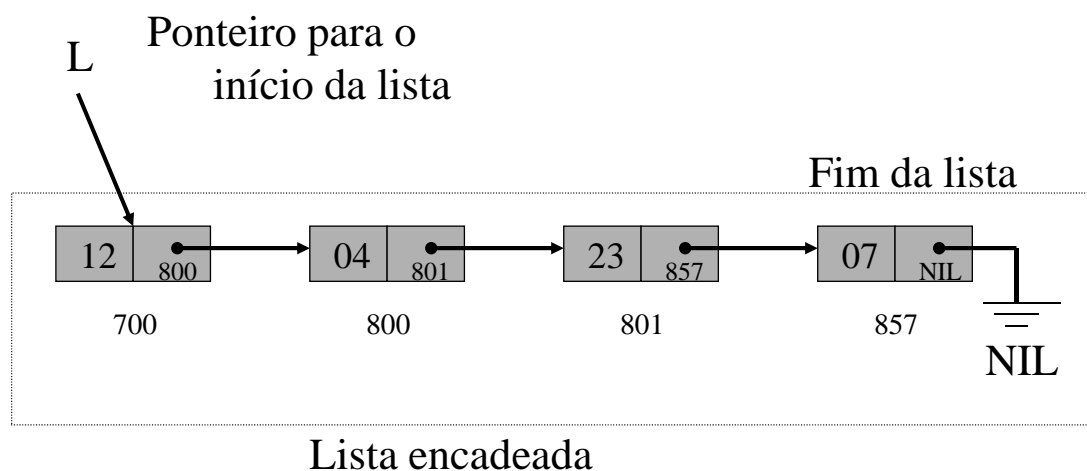 Ponteiro para o
L
início da lista
Fim da lista
12 800 04 801 23 857 07 NIL
700 800 801 857
NIL
Lista encadeada